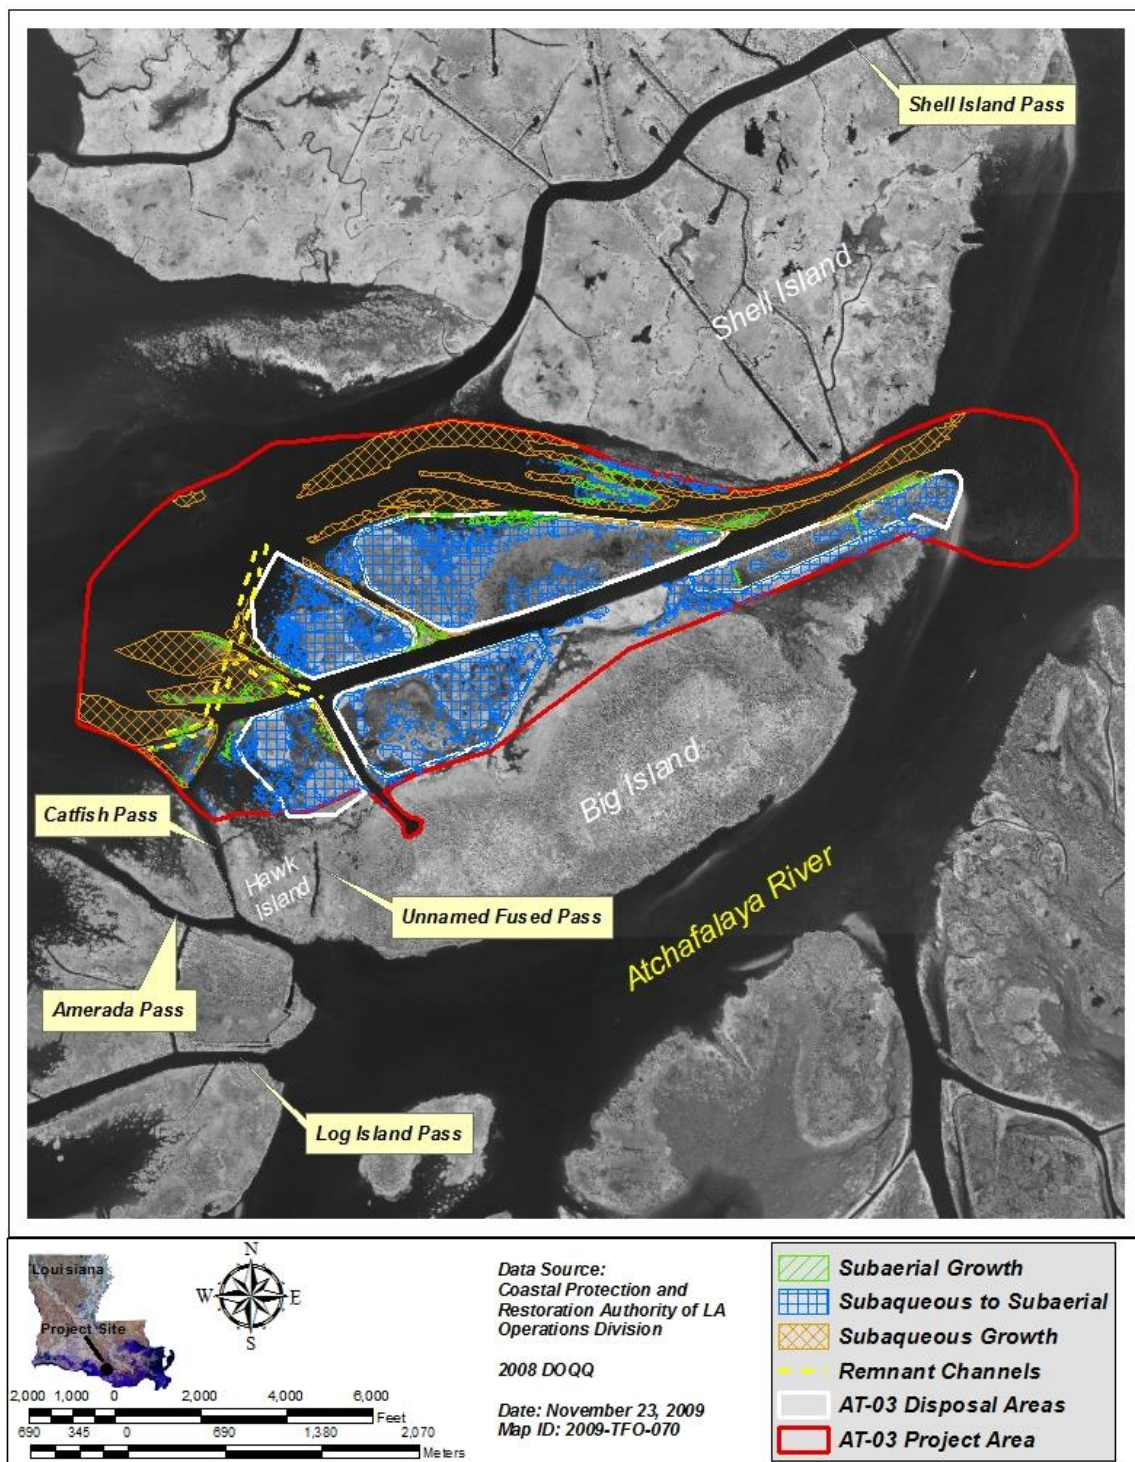 Shell Island Pass
Shell Island
Big Island
Catfish Pass
Hawk
Island
Unnamed Fused Pass
Atchafalaya River
Amerada Pass
Log Island Pass
Louisiana
Project Site
N
W E
S
2,000 1,000 0 2,000 4,000 6,000
Feet
690 345 0 690 1,380 2,070
Meters
Data Source:
Coastal Protection and
Restoration Authority of LA
Operations Division
2008 DOQQ
Date: November 23, 2009
Map ID: 2009-TFO-070
Subaerial Growth
Subaqueous to Subaerial
Subaqueous Growth
Remnant Channels
AT-03 Disposal Areas
AT-03 Project Area